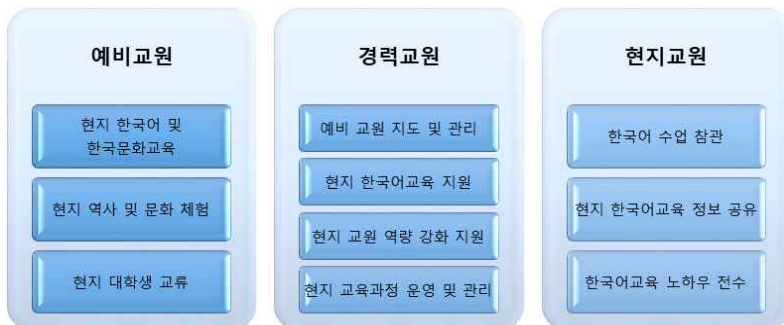 예비교원
현지 한국어 및
한국문화교육
현지 역사 및 문화 체험
현지 대학생 교류
경력교원
예비 교원 지도 및 관리
현지 한국어교육 지원
현지 교원 역량 강화 지원
현지 교육과정 운영 및 관리
현지교원
한국어 수업 참관
현지 한국어교육 정보 공유
한국어교육 노하우 전수